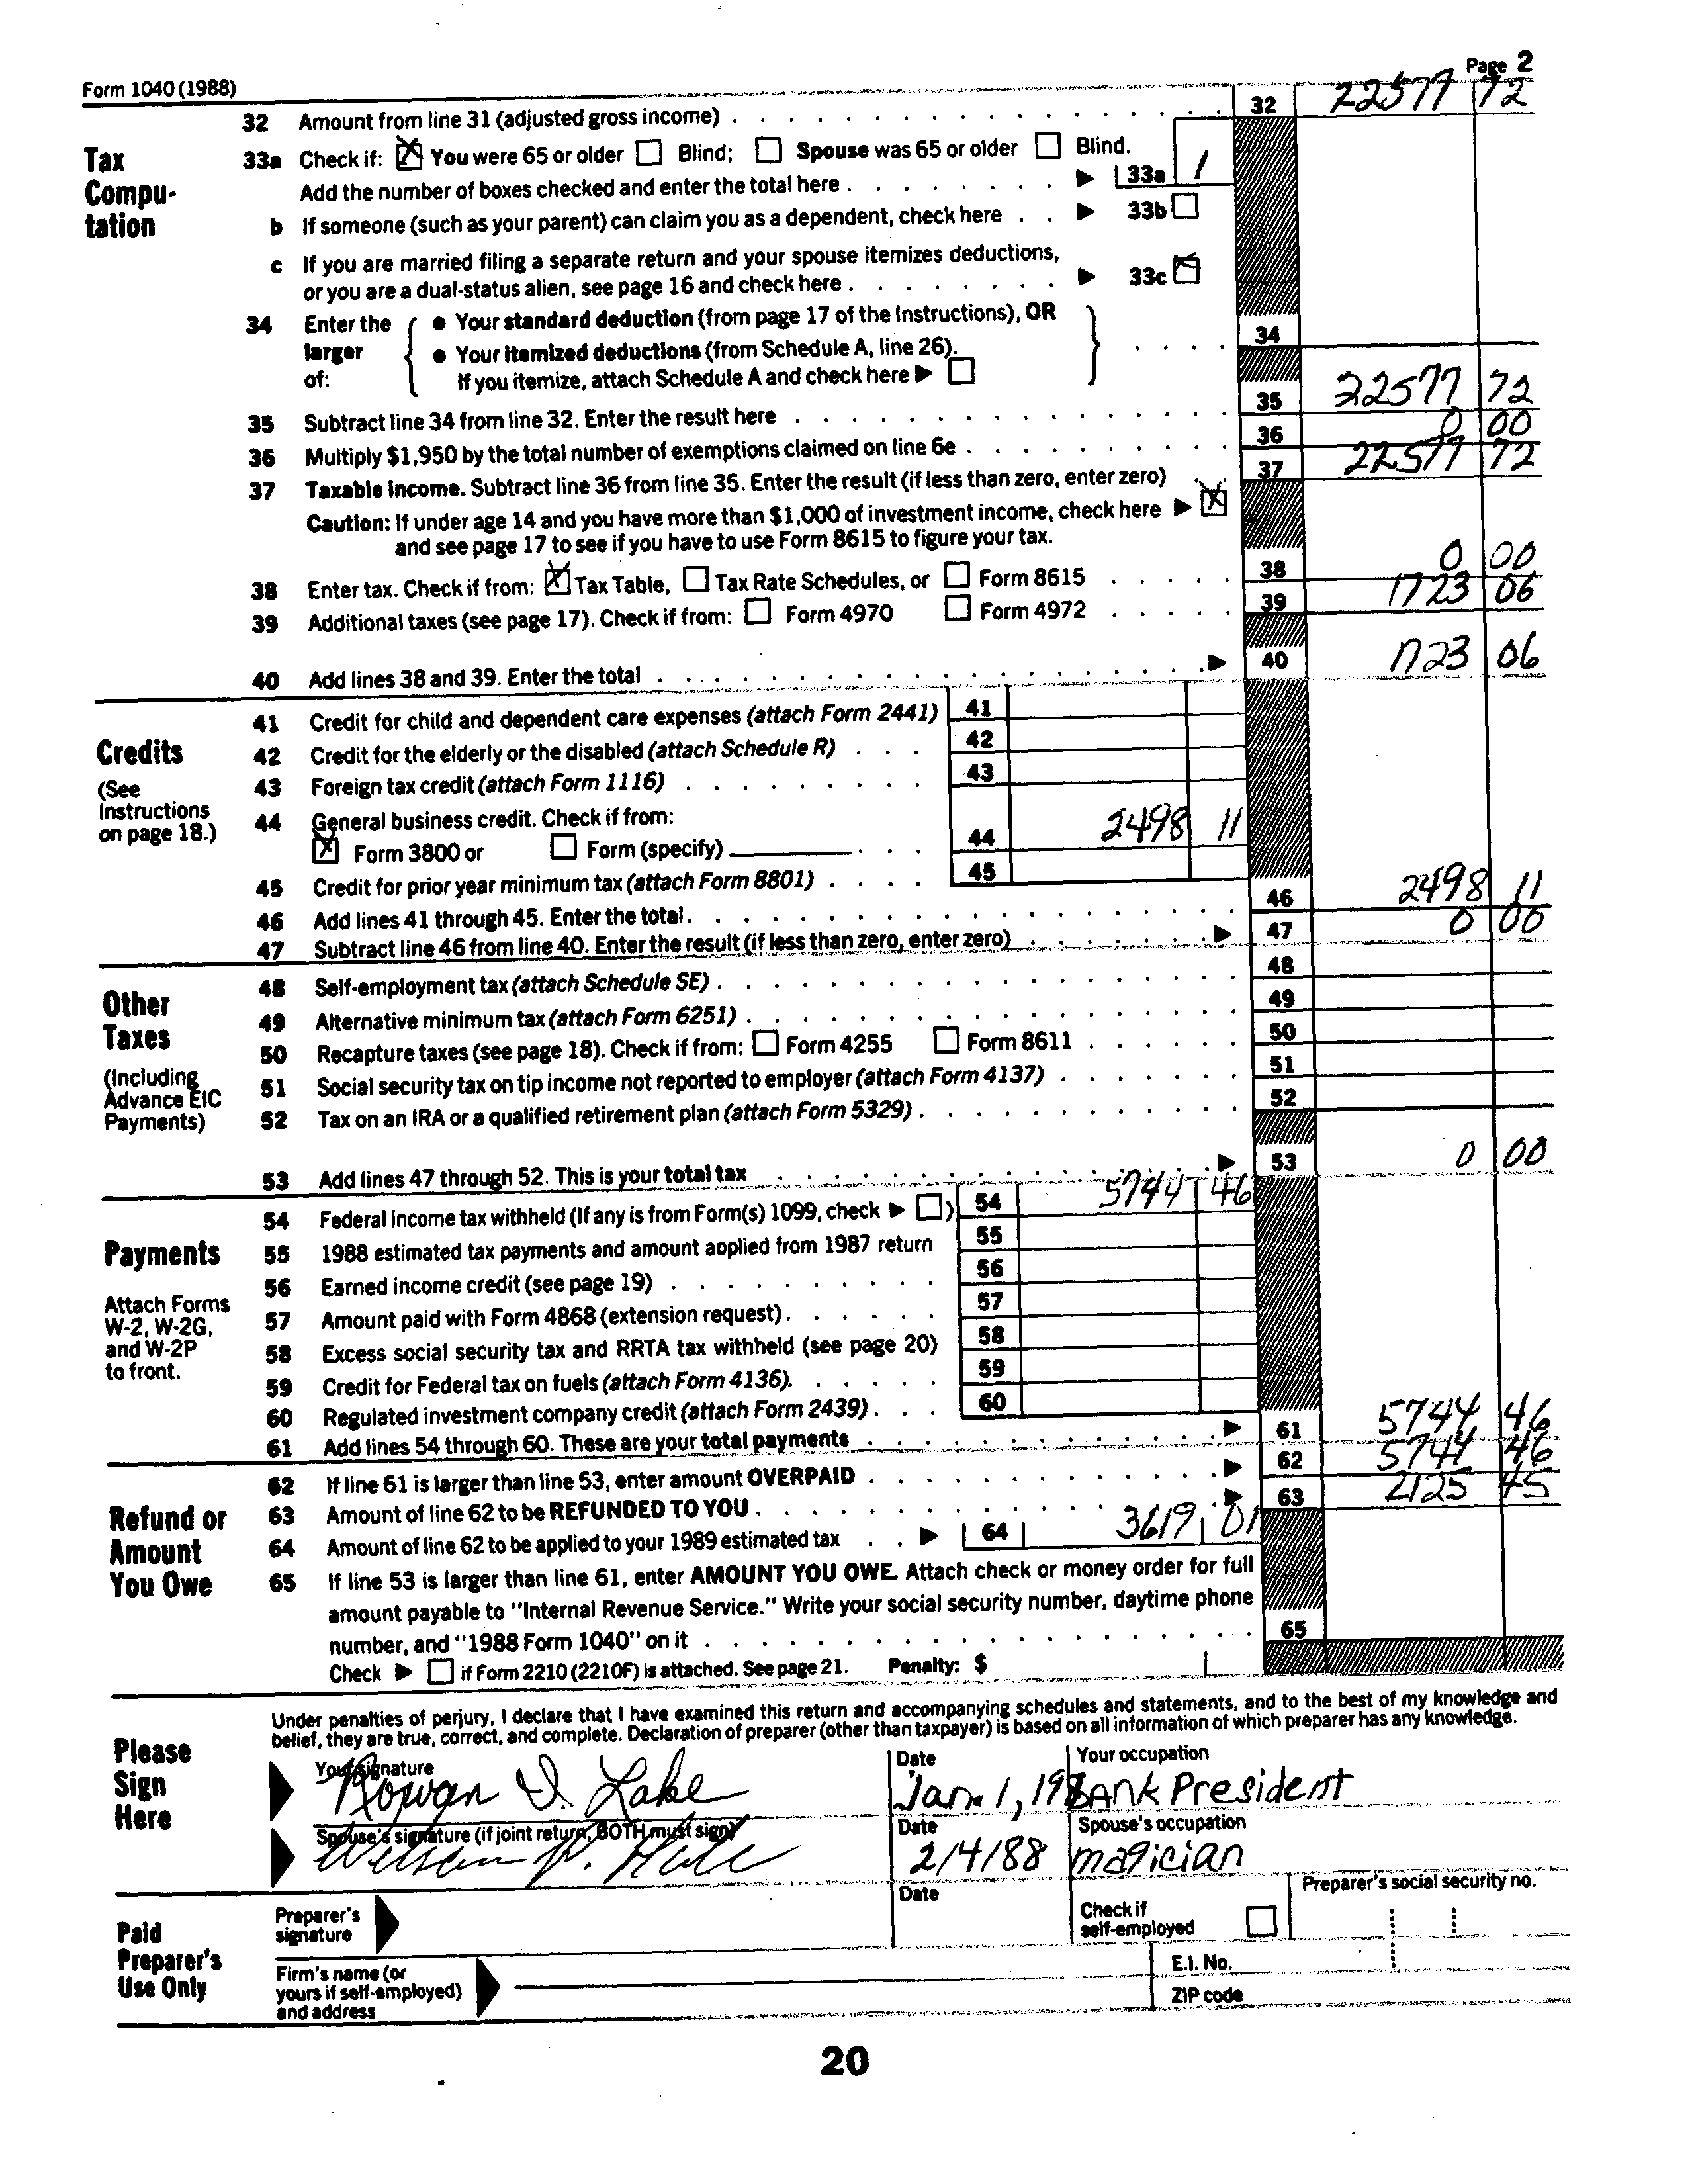 Form 1040 (1988) Page 2
32 Amount from line 31 (adjusted gross income) . . . 32 22577 72
Tax Compu-tation
33a Check if: [X] You were 65 or older [ ] Blind; [ ] Spouse was 65 or older [ ] Blind.
Add the number of boxes checked and enter the total here . . . ▶ 33a 1
b If someone (such as your parent) can claim you as a dependent, check here . . ▶ 33b [ ]
c If you are married filing a separate return and your spouse itemizes deductions,
or you are a dual-status alien, see page 16 and check here . . . ▶ 33c [X]
34 Enter the larger of: { ● Your standard deduction (from page 17 of the Instructions), OR
● Your itemized deductions (from Schedule A, line 26).
If you itemize, attach Schedule A and check here ▶ [ ] } . . . . 34
35 Subtract line 34 from line 32. Enter the result here . . . 35 22577 72
36 Multiply $1,950 by the total number of exemptions claimed on line 6e . . . 36 0 00
37 Taxable income. Subtract line 36 from line 35. Enter the result (if less than zero, enter zero) 37 22577 72
Caution: If under age 14 and you have more than $1,000 of investment income, check here ▶ [X]
and see page 17 to see if you have to use Form 8615 to figure your tax.
38 Enter tax. Check if from: [X] Tax Table, [ ] Tax Rate Schedules, or [ ] Form 8615 . . . 38 0 00
39 Additional taxes (see page 17). Check if from: [ ] Form 4970 [ ] Form 4972 . . . 39 1723 06
40 Add lines 38 and 39. Enter the total . . . ▶ 40 1723 06
Credits
(See Instructions on page 18.)
41 Credit for child and dependent care expenses (attach Form 2441) 41
42 Credit for the elderly or the disabled (attach Schedule R) . . . 42
43 Foreign tax credit (attach Form 1116) . . . 43
44 General business credit. Check if from:
[X] Form 3800 or [ ] Form (specify) . . . 44 2498 11
45 Credit for prior year minimum tax (attach Form 8801) . . . . 45
46 Add lines 41 through 45. Enter the total . . . 46 2498 11
47 Subtract line 46 from line 40. Enter the result (if less than zero, enter zero) . . . ▶ 47 0 00
Other Taxes
(Including Advance EIC Payments)
48 Self-employment tax (attach Schedule SE) . . . 48
49 Alternative minimum tax (attach Form 6251) . . . 49
50 Recapture taxes (see page 18). Check if from: [ ] Form 4255 [ ] Form 8611 . . . 50
51 Social security tax on tip income not reported to employer (attach Form 4137) . . . 51
52 Tax on an IRA or a qualified retirement plan (attach Form 5329) . . . 52
53 Add lines 47 through 52. This is your total tax . . . ▶ 53 0 00
Payments
Attach Forms W-2, W-2G, and W-2P to front.
54 Federal income tax withheld (If any is from Form(s) 1099, check ▶ [ ]) 54 5744 46
55 1988 estimated tax payments and amount applied from 1987 return 55
56 Earned income credit (see page 19) . . . 56
57 Amount paid with Form 4868 (extension request) . . . 57
58 Excess social security tax and RRTA tax withheld (see page 20) 58
59 Credit for Federal tax on fuels (attach Form 4136) . . . 59
60 Regulated investment company credit (attach Form 2439) . . . 60
61 Add lines 54 through 60. These are your total payments . . . ▶ 61 5744 46
Refund or Amount You Owe
62 If line 61 is larger than line 53, enter amount OVERPAID . . . ▶ 62 5744 46
63 Amount of line 62 to be REFUNDED TO YOU . . . ▶ 63 2125 45
64 Amount of line 62 to be applied to your 1989 estimated tax . . ▶ 64 3619 01
65 If line 53 is larger than line 61, enter AMOUNT YOU OWE. Attach check or money order for full
amount payable to "Internal Revenue Service." Write your social security number, daytime phone
number, and "1988 Form 1040" on it . . . 65
Check ▶ [ ] if Form 2210 (2210F) is attached. See page 21. Penalty: $
Please Sign Here
Under penalties of perjury, I declare that I have examined this return and accompanying schedules and statements, and to the best of my knowledge and
belief, they are true, correct, and complete. Declaration of preparer (other than taxpayer) is based on all information of which preparer has any knowledge.
Your signature Date Your occupation
Rowan D. Lake Jan. 1, BANK President
Spouse's signature (if joint return, BOTH must sign) Date Spouse's occupation
2/4/88 magician
Paid Preparer's Use Only
Preparer's signature Date Check if self-employed [ ] Preparer's social security no.
Firm's name (or yours if self-employed) and address E.I. No.
ZIP code
20